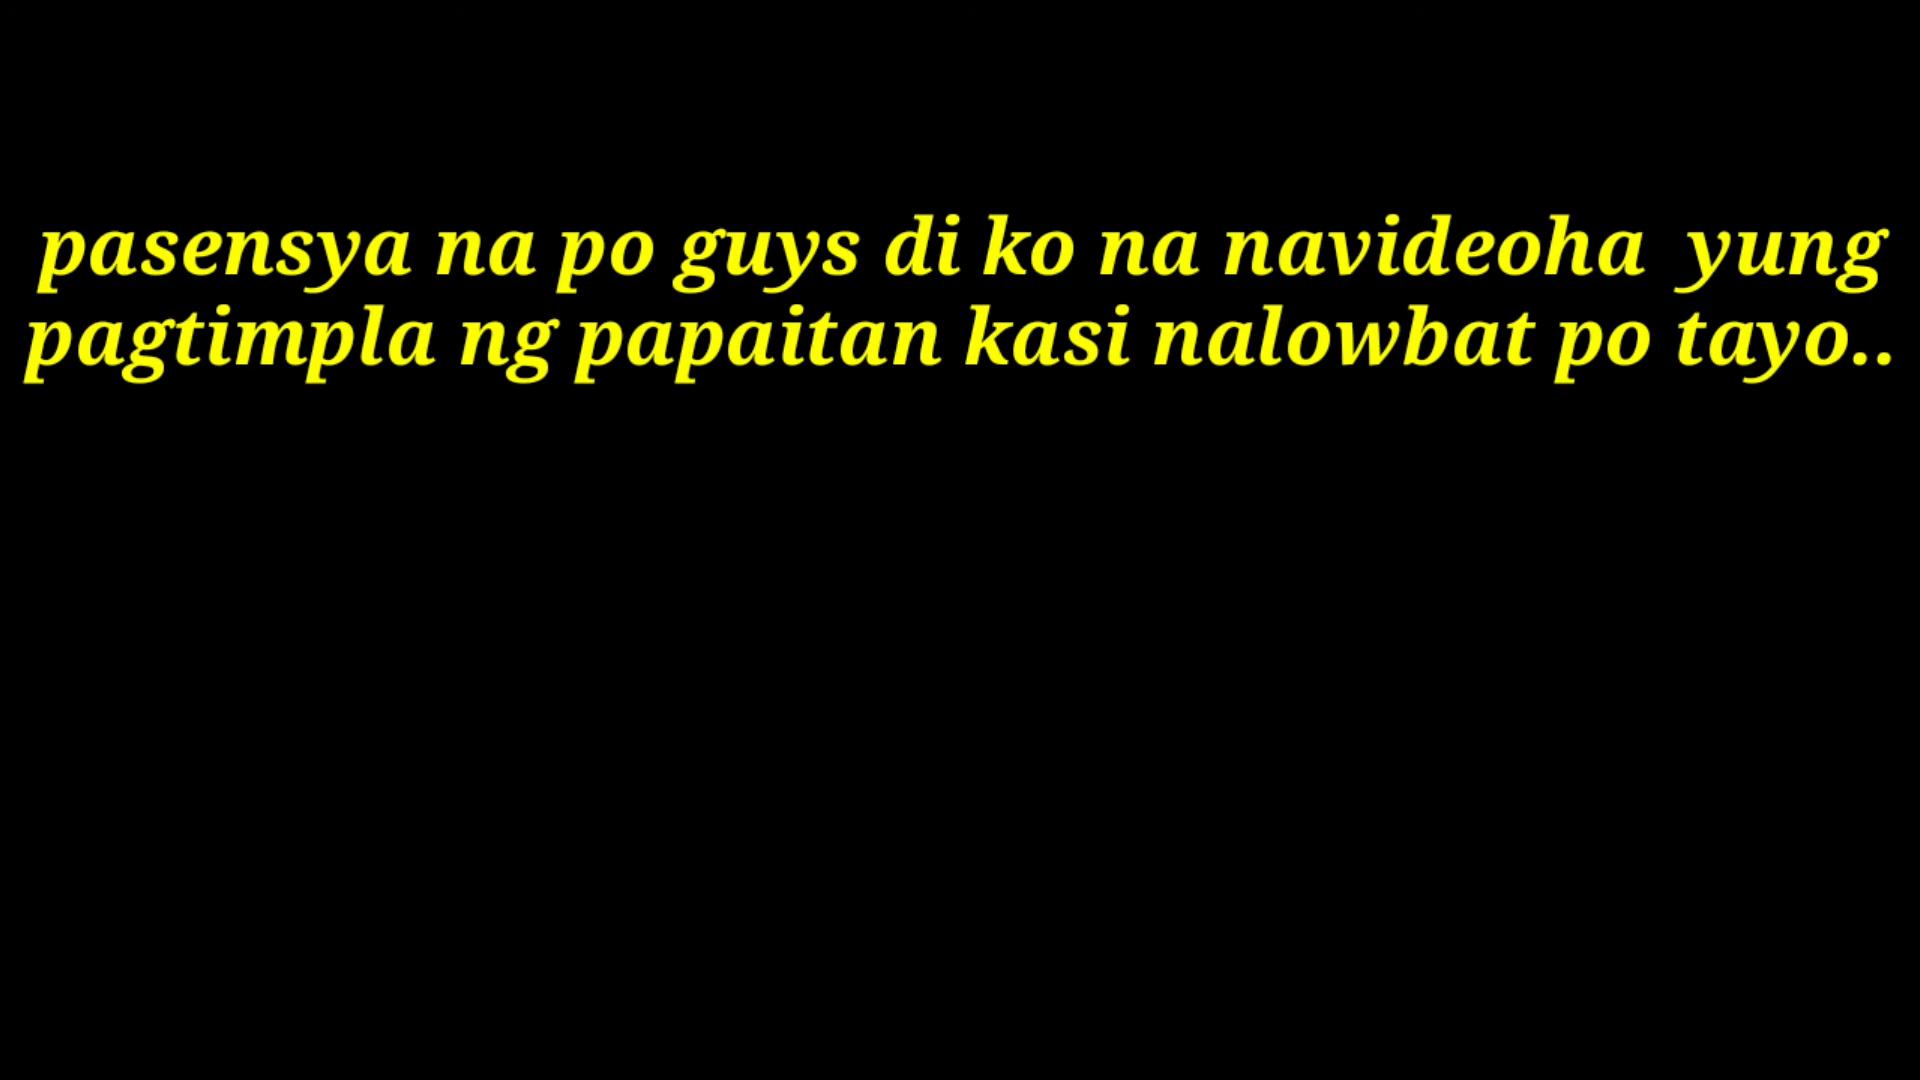 pasensya na po guys di ko na navideoha yung
pagtimpla ng papaitan kasi nalowbat po tayo..